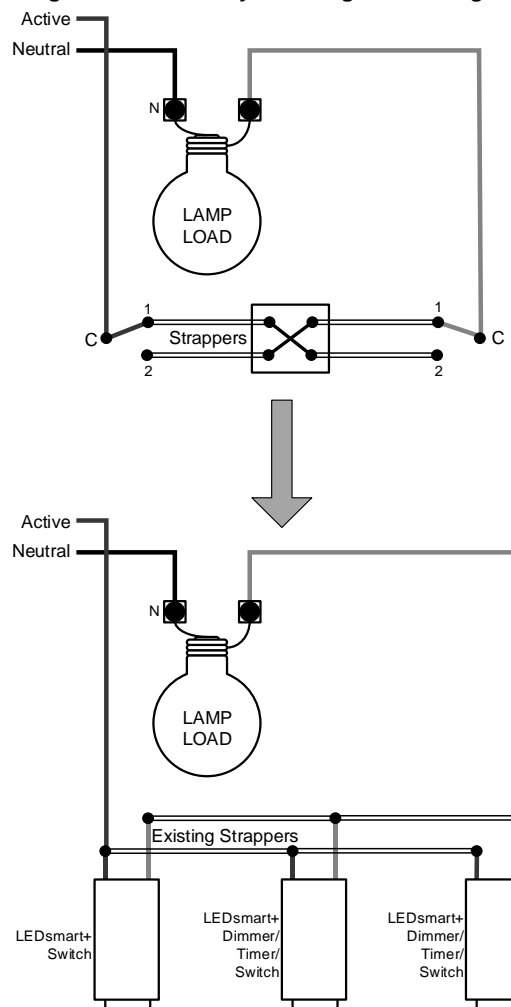 Active
Neutral
N
LAMP
LOAD
1
1
C
Strappers
C
2
2
Active
Neutral
N
LAMP
LOAD
Existing Strappers
LEDsmart+
Switch
LEDsmart+
Dimmer/
Timer/
Switch
LEDsmart+
Dimmer/
Timer/
Switch